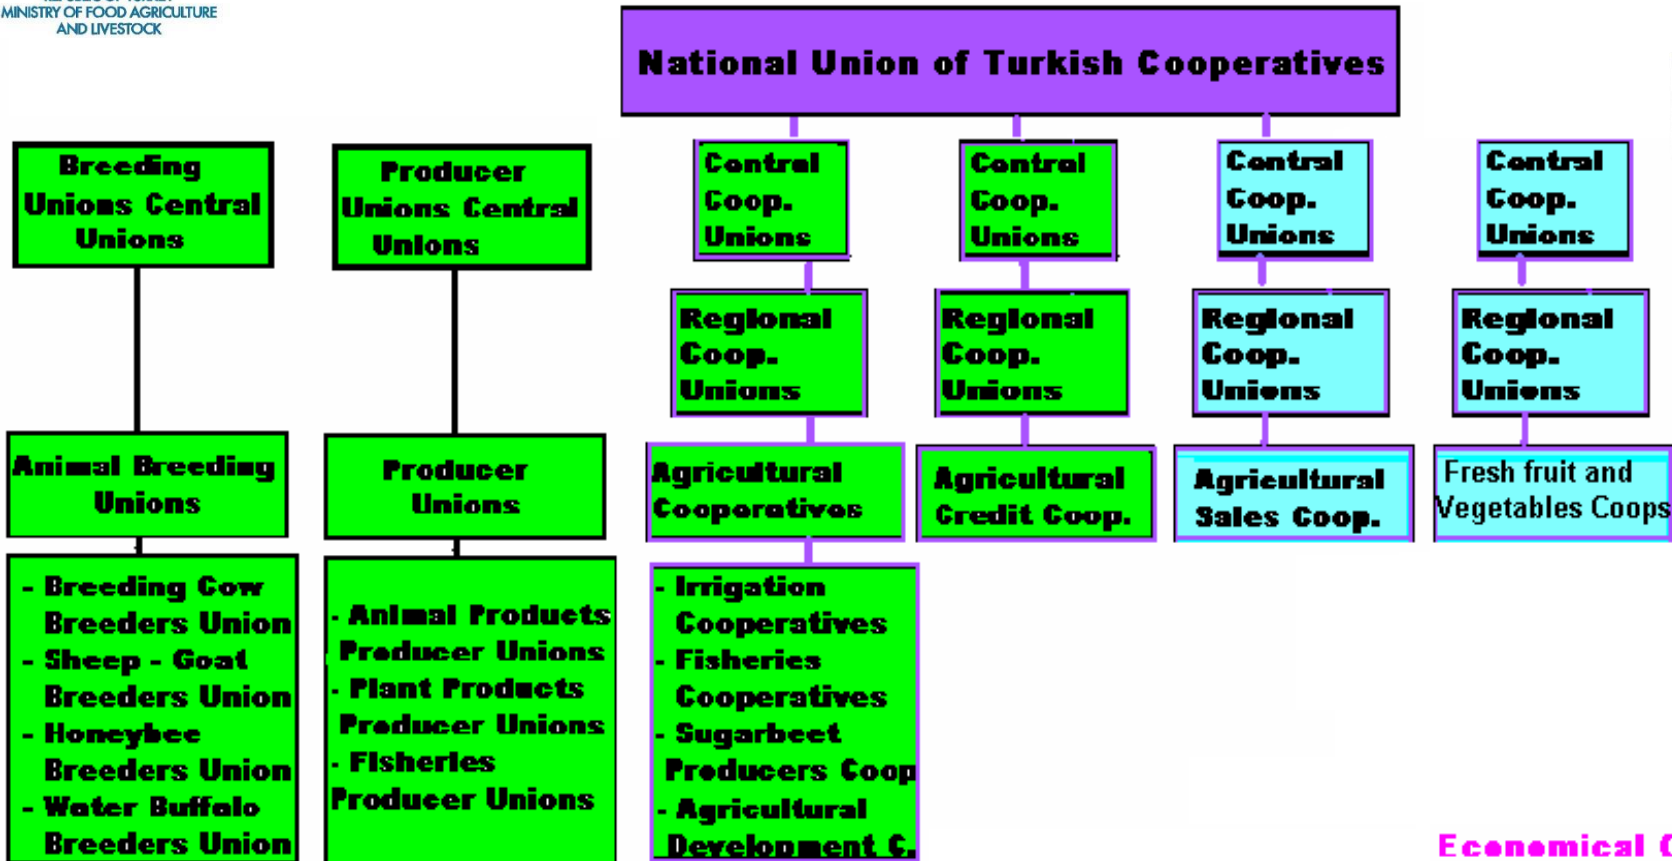 MINISTRY OF FOOD AGRICULTURE
AND LIVESTOCK
National Union of Turkish Cooperatives
Breeding
Unions Central
Unions
Producer
Unions Central
Unions
Central
Coop.
Unions
Central
Coop.
Unions
Central
Coop.
Unions
Central
Coop.
Unions
Regional
Coop.
Unions
Regional
Coop.
Unions
Regional
Coop.
Unions
Regional
Coop.
Unions
Animal Breeding
Unions
Producer
Unions
Agricultural
Cooperatives
Agricultural
Credit Coop.
Agricultural
Sales Coop.
Fresh fruit and
Vegetables Coops
- Breeding Cow
Breeders Union
- Sheep - Goat
Breeders Union
- Honeybee
Breeders Union
- Water Buffalo
Breeders Union
- Animal Products
Producer Unions
- Plant Products
Producer Unions
- Fisheries
Producer Unions
- Irrigation
Cooperatives
- Fisheries
Cooperatives
- Sugarbeet
Producers Coop
- Agricultural
Development C.
Economical